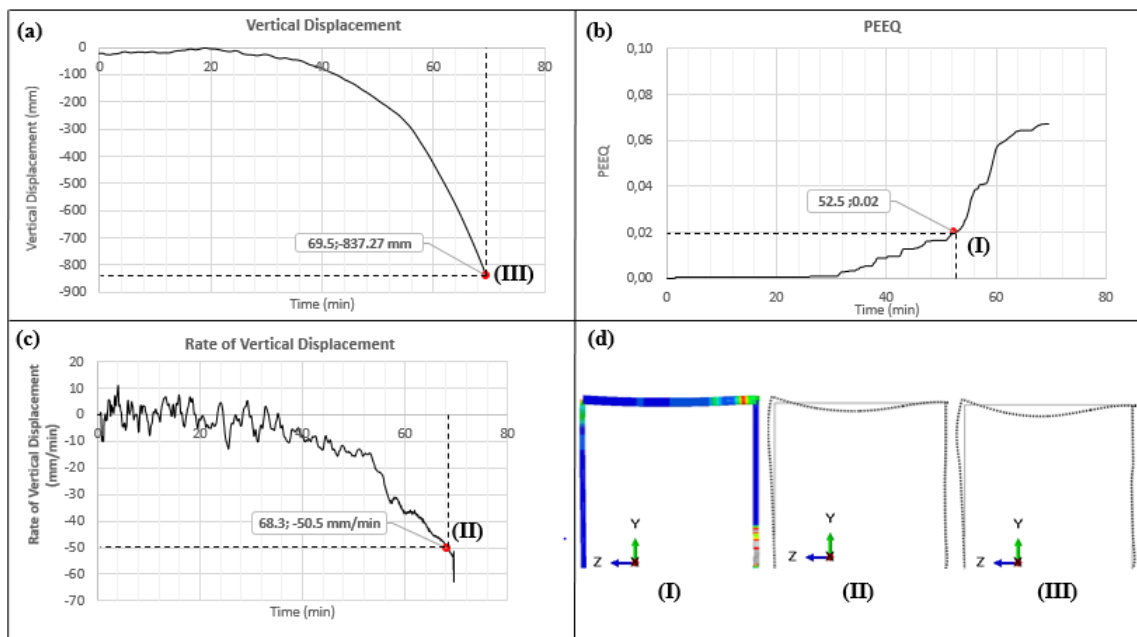 (a)
Vertical Displacement
0
-100
-200
-300
-400
-500
-600
-700
-800
-900
0
20
40
60
80
Vertical Displacement (mm)
69.5;-837.27 mm
(III)
Time (min)
(b)
PEEQ
0,10
0,08
0,06
0,04
0,02
0,00
PEEQ
52.5 ;0.02
(I)
0
20
40
60
80
Time (min)
(c)
Rate of Vertical Displacement
20
10
0
-10
-20
-30
-40
-50
-60
-70
0
20
40
60
80
Rate of Vertical Displacement
(mm/min)
68.3; -50.5 mm/min
(II)
Time (min)
(d)
Y
Z
X
(I)
Y
Z
X
(II)
Y
Z
X
(III)